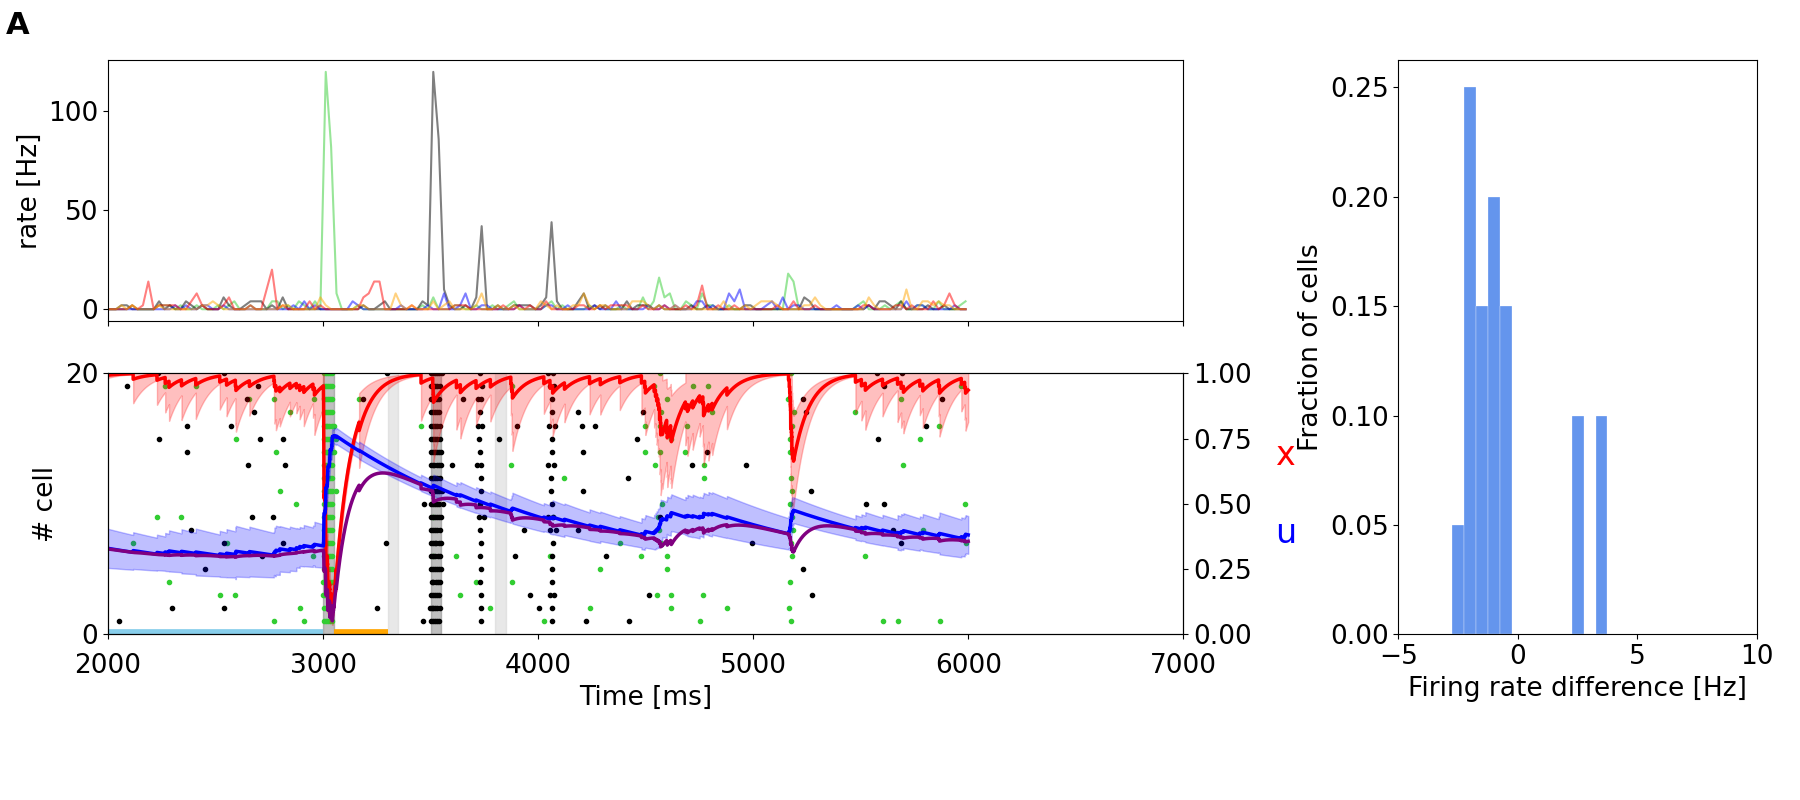 A
rate [Hz]
100
50
0
# cell
20
0
1.00
0.75
0.50
0.25
0.00
x
u
2000 3000 4000 5000 6000 7000
Time [ms]
Fraction of cells
0.25
0.20
0.15
0.10
0.05
0.00
−5 0 5 10
Firing rate difference [Hz]